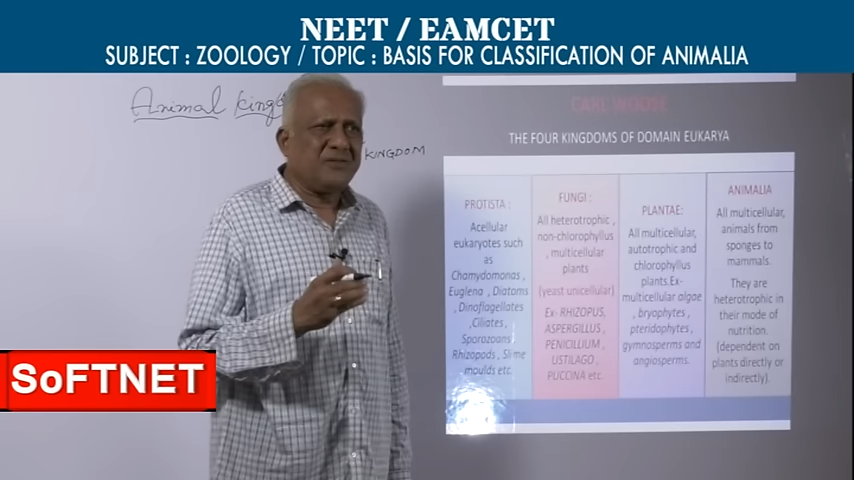 NEET / EAMCET
SUBJECT : ZOOLOGY / TOPIC : BASIS FOR CLASSIFICATION OF ANIMALIA
Animal
KINGDOM
CARL WOOSE
THE FOUR KINGDOMS OF DOMAIN EUKARYA
PROTISTA :
Acellular
eukaryotes such
as
Chamydomonas,
Euglena , Diatoms
, Dinoflagellates
,Ciliates ,
Sporozoans
Rhizopods , Slime
moulds etc.
FUNGI :
All heterotrophic ,
non-chlorophyllus
, multicellular
plants
(yeast unicellular)
Ex- RHIZOPUS,
ASPERGILLUS ,
PENICILLIUM ,
USTILAGO ,
PUCCINA etc.
PLANTAE:
All multicellular,
autotrophic and
chlorophyllus
plants.Ex-
multicellular algae
, bryophytes ,
pteridophytes ,
gymnosperms and
angiosperms.
ANIMALIA
All multicellular,
animals from
sponges to
mammals.
They are
heterotrophic in
their mode of
nutrition.
(dependent on
plants directly or
indirectly).
SoFTNET